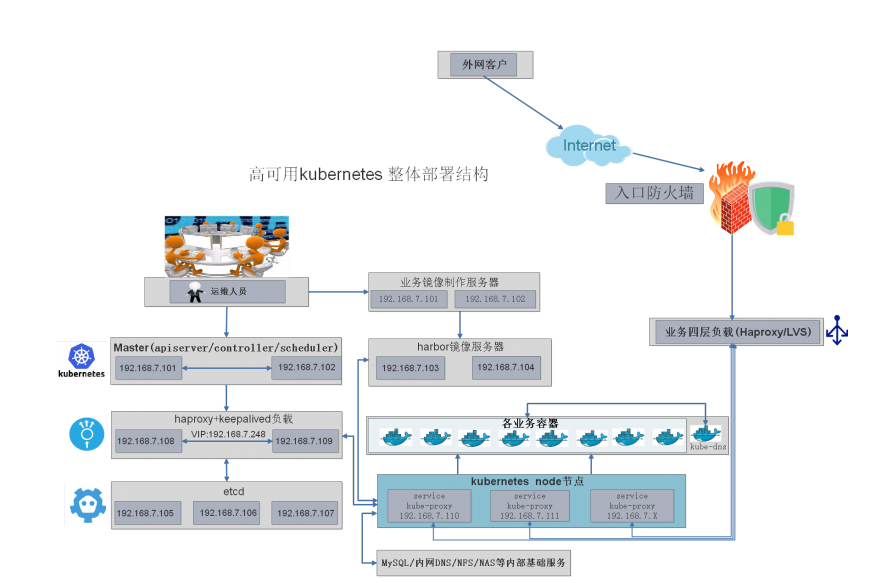 外网客户
Internet
高可用kubernetes 整体部署结构
入口防火墙
运维人员
业务镜像制作服务器
192.168.7.101
192.168.7.102
业务四层负载(Haproxy/LVS)
kubernetes
Master(apiserver/controller/scheduler)
192.168.7.101
192.168.7.102
harbor镜像服务器
192.168.7.103
192.168.7.104
haproxy+keepalived负载
192.168.7.108
VIP:192.168.7.248
192.168.7.109
各业务容器
kube-dns
etcd
192.168.7.105
192.168.7.106
192.168.7.107
kubernetes node节点
service
kube-proxy
192.168.7.110
service
kube-proxy
192.168.7.111
service
kube-proxy
192.168.7.X
MySQL/内网DNS/NFS/NAS等内部基础服务